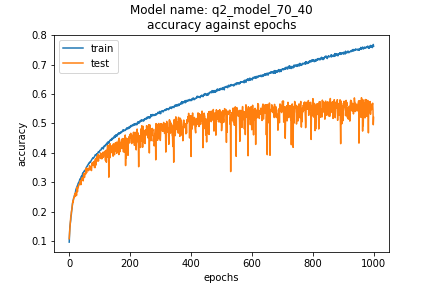 Model name: q2_model_70_40
accuracy against epochs
train
test
accuracy
0.8
0.7
0.6
0.5
0.4
0.3
0.2
0.1
0
200
400
600
800
1000
epochs